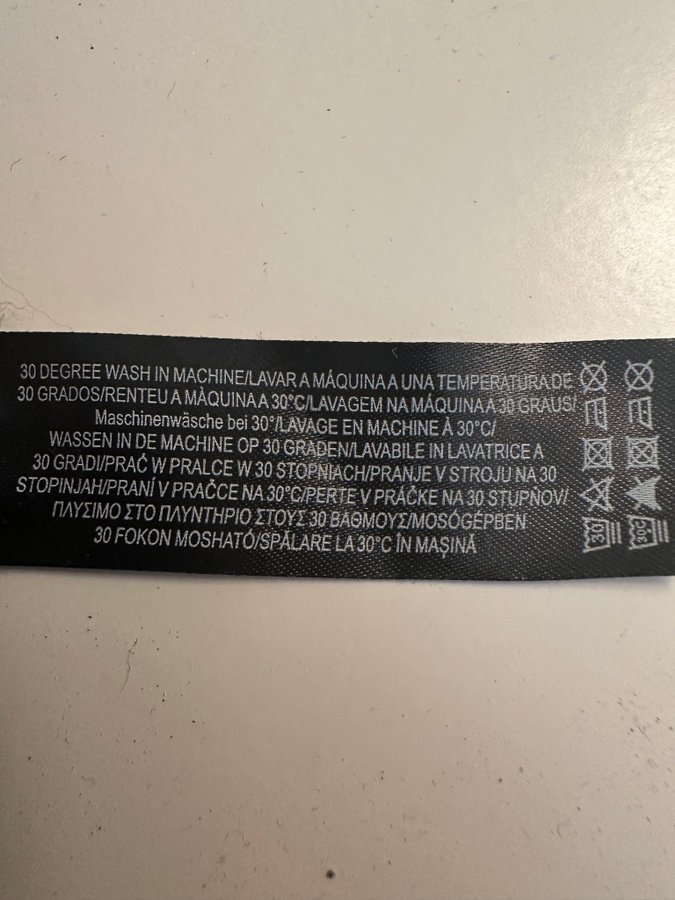 30 DEGREE WASH IN MACHINE/LAVAR A MÁQUINA A UNA TEMPERATURA DE
30 GRADOS/RENTEU A MÀQUINA A 30°C/LAVAGEM NA MÁQUINA A 30 GRAUS/
Maschinenwäsche bei 30°/LAVAGE EN MACHINE À 30°C/
WASSEN IN DE MACHINE OP 30 GRADEN/LAVABILE IN LAVATRICE A
30 GRADI/PRAĆ W PRALCE W 30 STOPNIACH/PRANJE V STROJU NA 30
STOPINJAH/PRANÍ V PRAČCE NA 30°C/PERTE V PRÁČKE NA 30 STUPŇOV/
ΠΛΥΣΙΜΟ ΣΤΟ ΠΛΥΝΤΗΡΙΟ ΣΤΟΥΣ 30 ΒΑΘΜΟΥΣ/MOSÓGÉPBEN
30 FOKON MOSHATÓ/SPĂLARE LA 30°C ÎN MAŞINĂ
30
30C